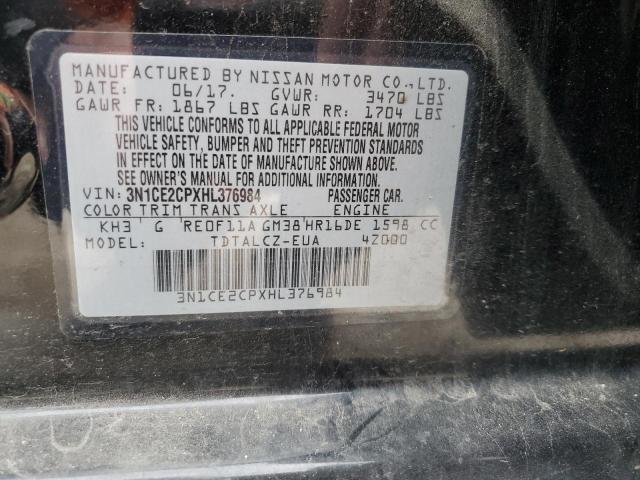 MANUFACTURED BY NISSAN MOTOR CO.,LTD.
DATE: 06/17. GVWR: 3470 LBS
GAWR FR: 1867 LBS GAWR RR: 1704 LBS
THIS VEHICLE CONFORMS TO ALL APPLICABLE FEDERAL MOTOR
VEHICLE SAFETY, BUMPER AND THEFT PREVENTION STANDARDS
IN EFFECT ON THE DATE OF MANUFACTURE SHOWN ABOVE.
SEE OWNER'S MANUAL FOR ADDITIONAL INFORMATION.
VIN: 3N1CE2CPXHL376984 PASSENGER CAR.
COLOR TRIM TRANS AXLE ENGINE
KH3 G RE0F11A GM38 HR16DE 1598 CC
MODEL: TDTALCZ-EUA 4Z000
3N1CE2CPXHL376984